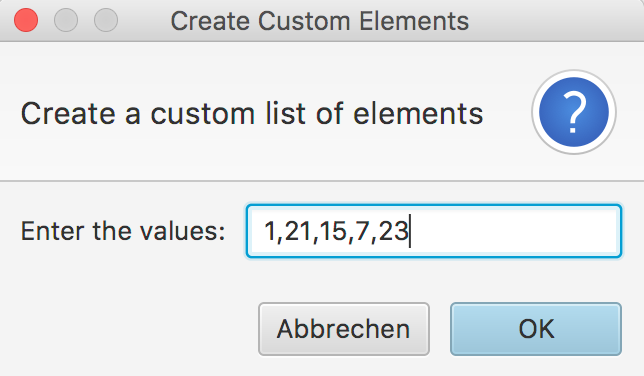 Create Custom Elements
Create a custom list of elements
?
Enter the values: 1,21,15,7,23
Abbrechen OK